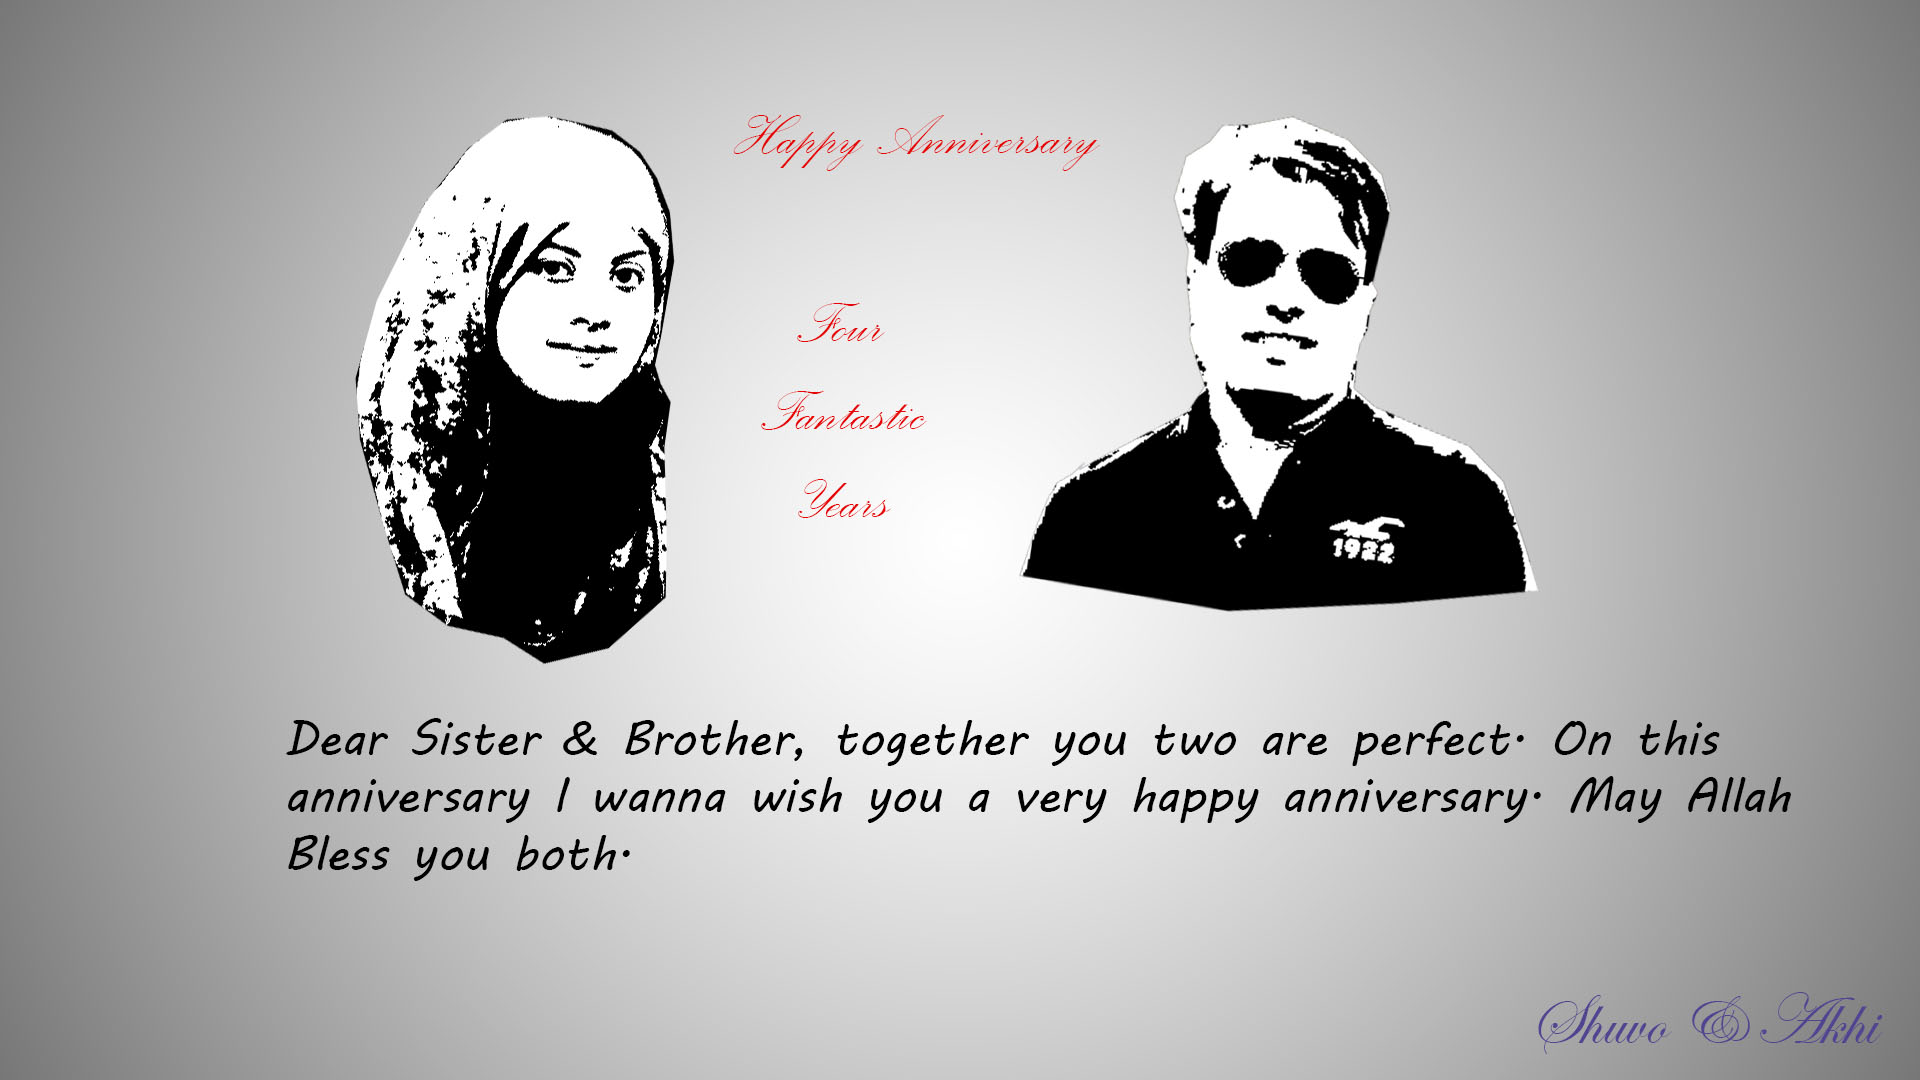 Happy Anniversary
Four
Fantastic
Years
1922
Dear Sister & Brother, together you two are perfect. On this
anniversary I wanna wish you a very happy anniversary. May Allah
Bless you both.
Shuvo & Akhi